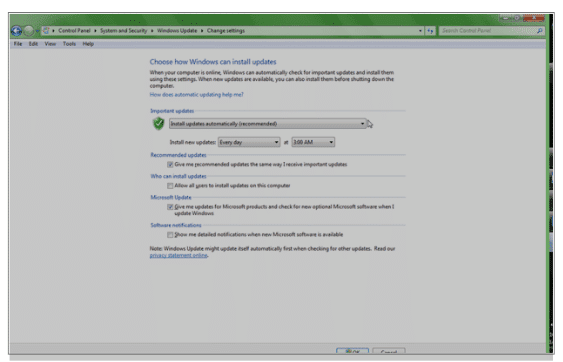 Control Panel ▸ System and Security ▸ Windows Update ▸ Change settings
Search Control Panel
File Edit View Tools Help
Choose how Windows can install updates
When your computer is online, Windows can automatically check for important updates and install them
using these settings. When new updates are available, you can also install them before shutting down the
computer.
How does automatic updating help me?
Important updates
Install updates automatically (recommended)
Install new updates: Every day at 3:00 AM
Recommended updates
Give me recommended updates the same way I receive important updates
Who can install updates
Allow all users to install updates on this computer
Microsoft Update
Give me updates for Microsoft products and check for new optional Microsoft software when I
update Windows
Software notifications
Show me detailed notifications when new Microsoft software is available
Note: Windows Update might update itself automatically first when checking for other updates. Read our
privacy statement online.
OK Cancel